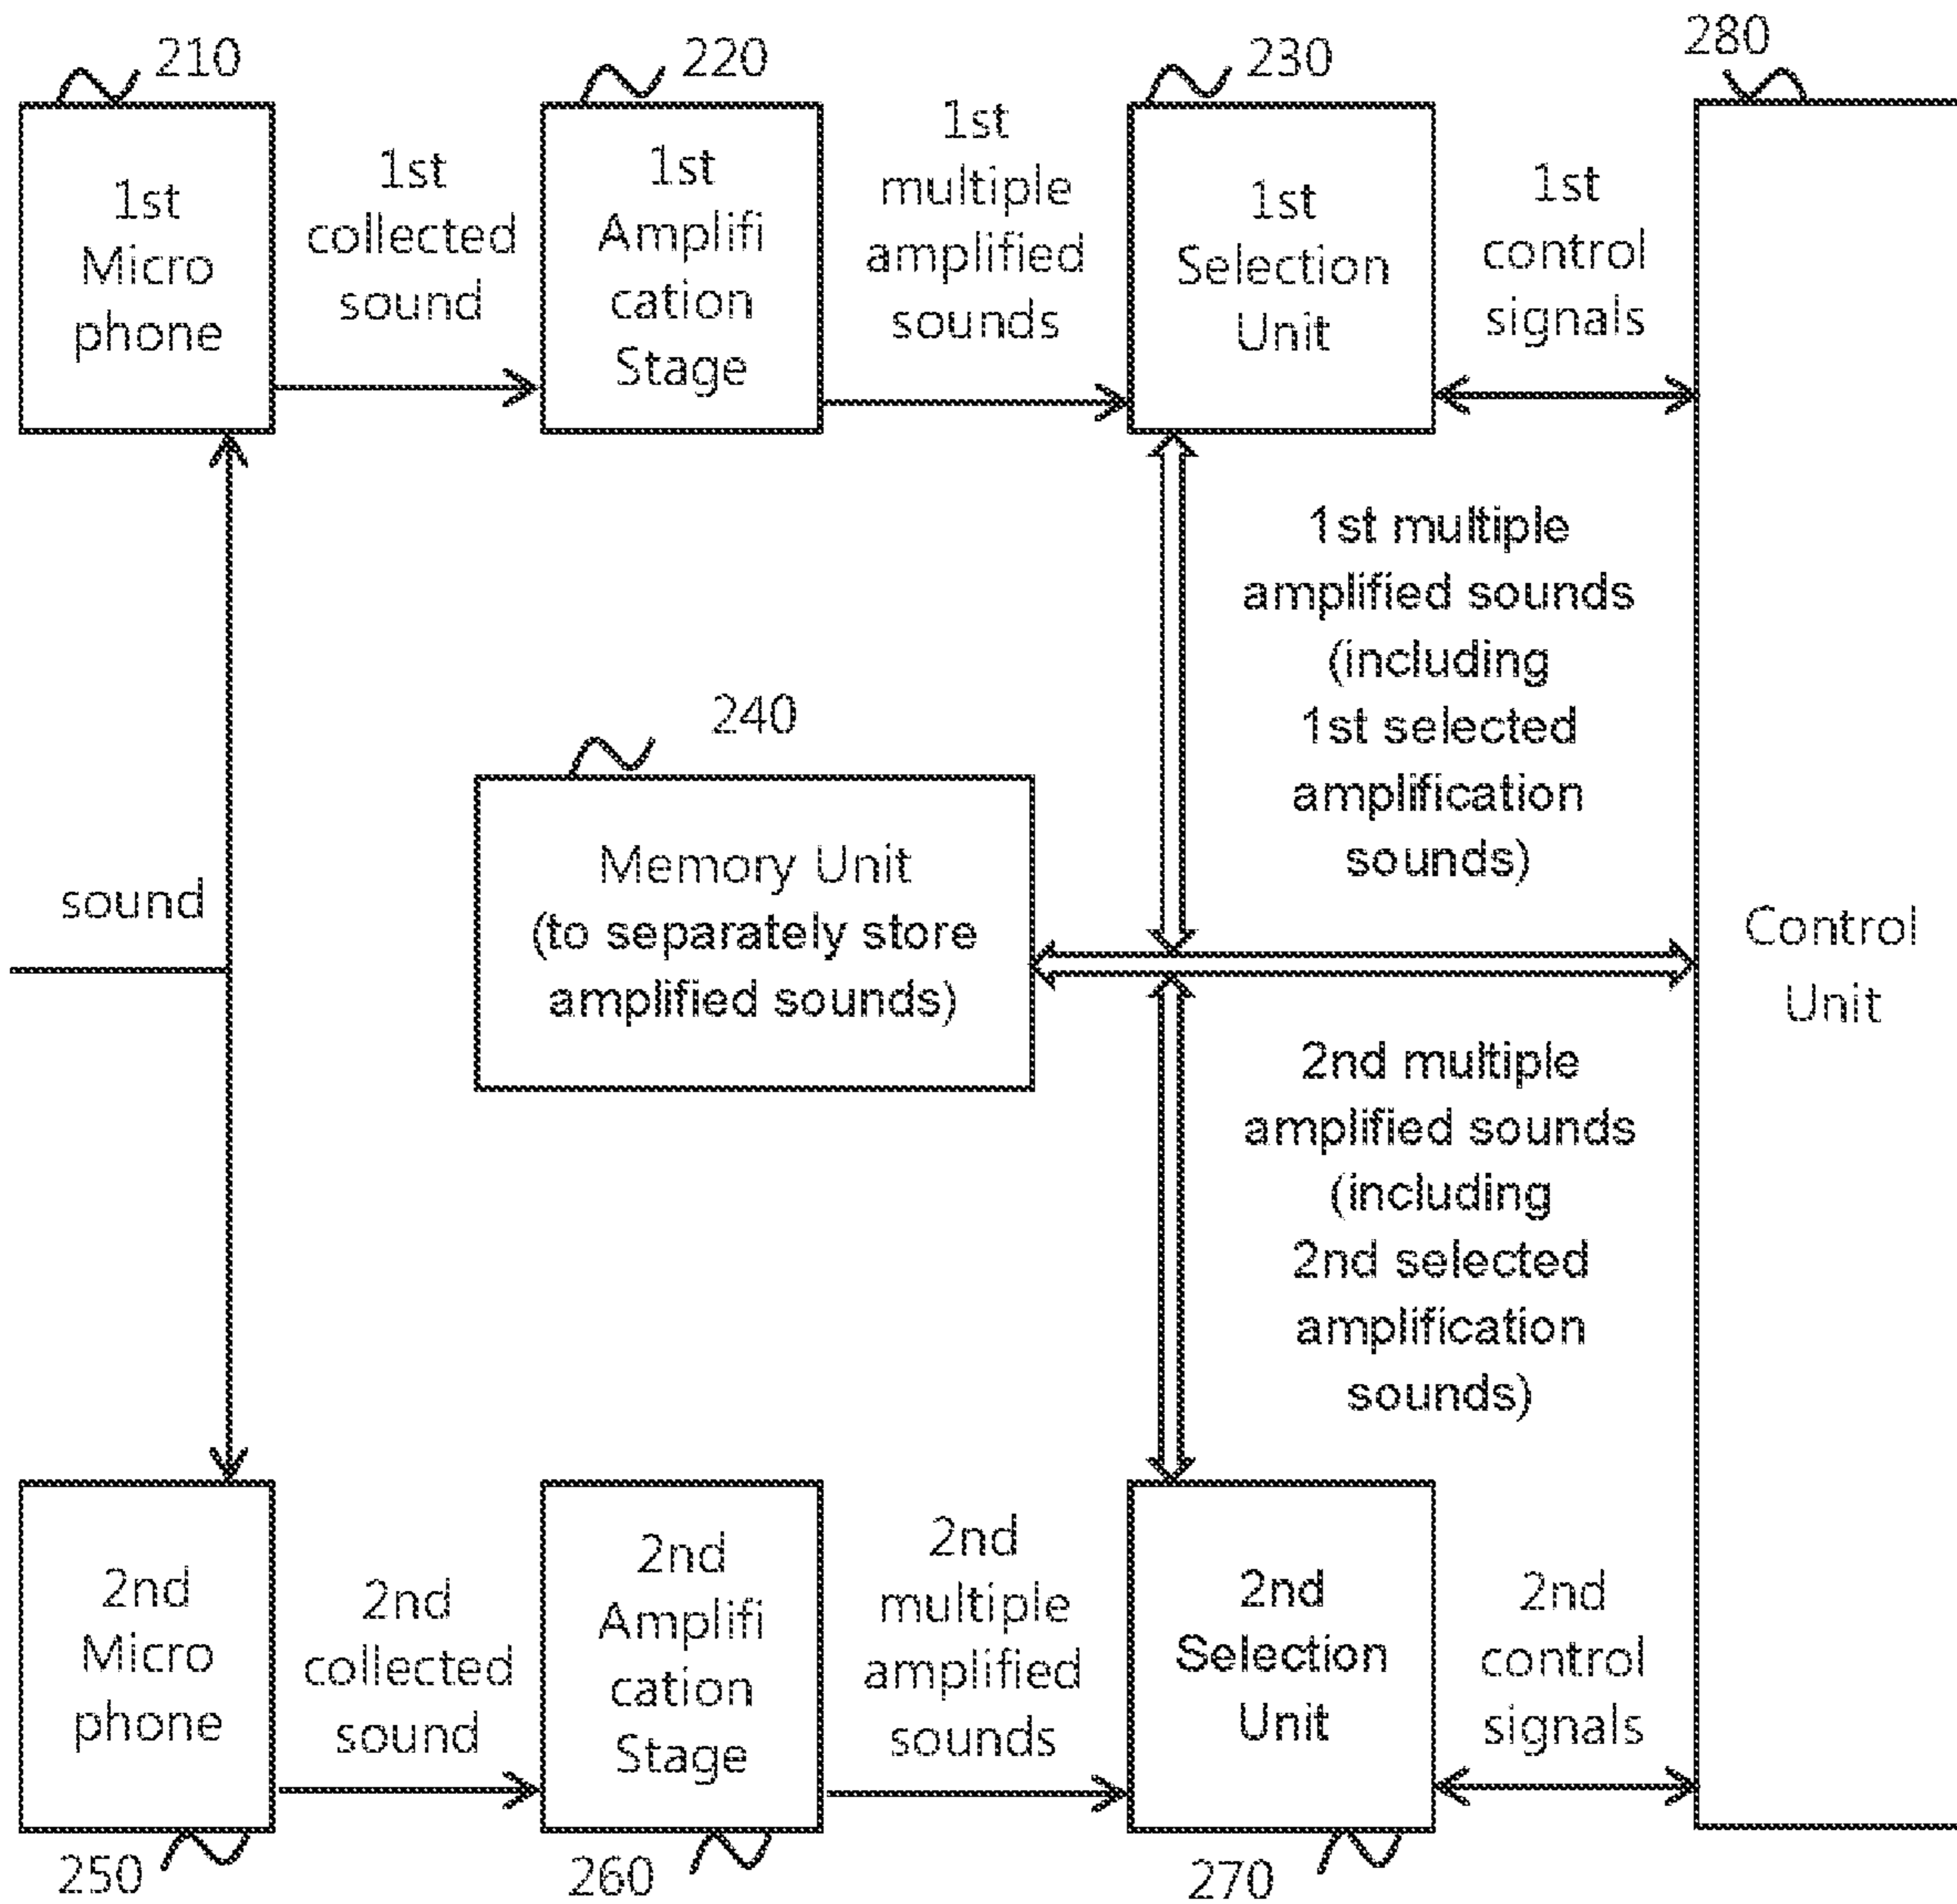 210
220
230
280
1st
Micro
phone
1st
collected
sound
1st
Amplifi
cation
Stage
1st
multiple
amplified
sounds
1st
Selection
Unit
1st
control
signals
1st multiple
amplified sounds
(including
1st selected
amplification
sounds)
240
Memory Unit
(to separately store
amplified sounds)
sound
Control
Unit
2nd multiple
amplified sounds
(including
2nd selected
amplification
sounds)
2nd
Micro
phone
2nd
collected
sound
2nd
Amplifi
cation
Stage
2nd
multiple
amplified
sounds
2nd
Selection
Unit
2nd
control
signals
250
260
270